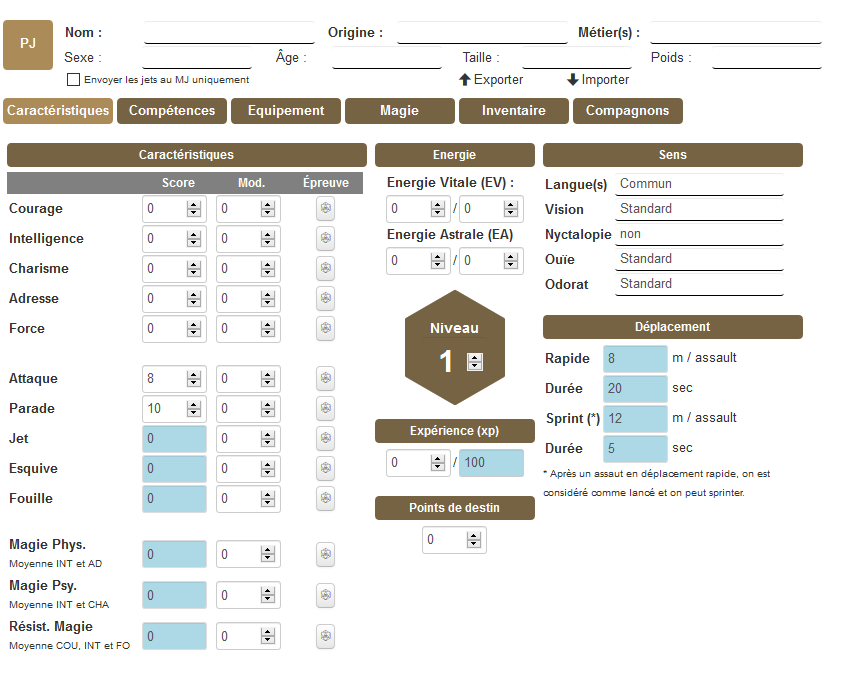 PJ
Nom :
Origine :
Métier(s) :
Sexe :
Âge :
Taille :
Poids :
Envoyer les jets au MJ uniquement
Exporter
Importer
Caractéristiques
Compétences
Equipement
Magie
Inventaire
Compagnons
Caractéristiques
Score Mod. Épreuve
Courage 0 0
Intelligence 0 0
Charisme 0 0
Adresse 0 0
Force 0 0
Attaque 8 0
Parade 10 0
Jet 0 0
Esquive 0 0
Fouille 0 0
Magie Phys. 0 0
Moyenne INT et AD
Magie Psy. 0 0
Moyenne INT et CHA
Résist. Magie 0 0
Moyenne COU, INT et FO
Energie
Energie Vitale (EV) :
0 / 0
Energie Astrale (EA)
0 / 0
Niveau
1
Expérience (xp)
0 / 100
Points de destin
0
Sens
Langue(s) Commun
Vision Standard
Nyctalopie non
Ouïe Standard
Odorat Standard
Déplacement
Rapide 8 m / assault
Durée 20 sec
Sprint (*) 12 m / assault
Durée 5 sec
* Après un assaut en déplacement rapide, on est
considéré comme lancé et on peut sprinter.